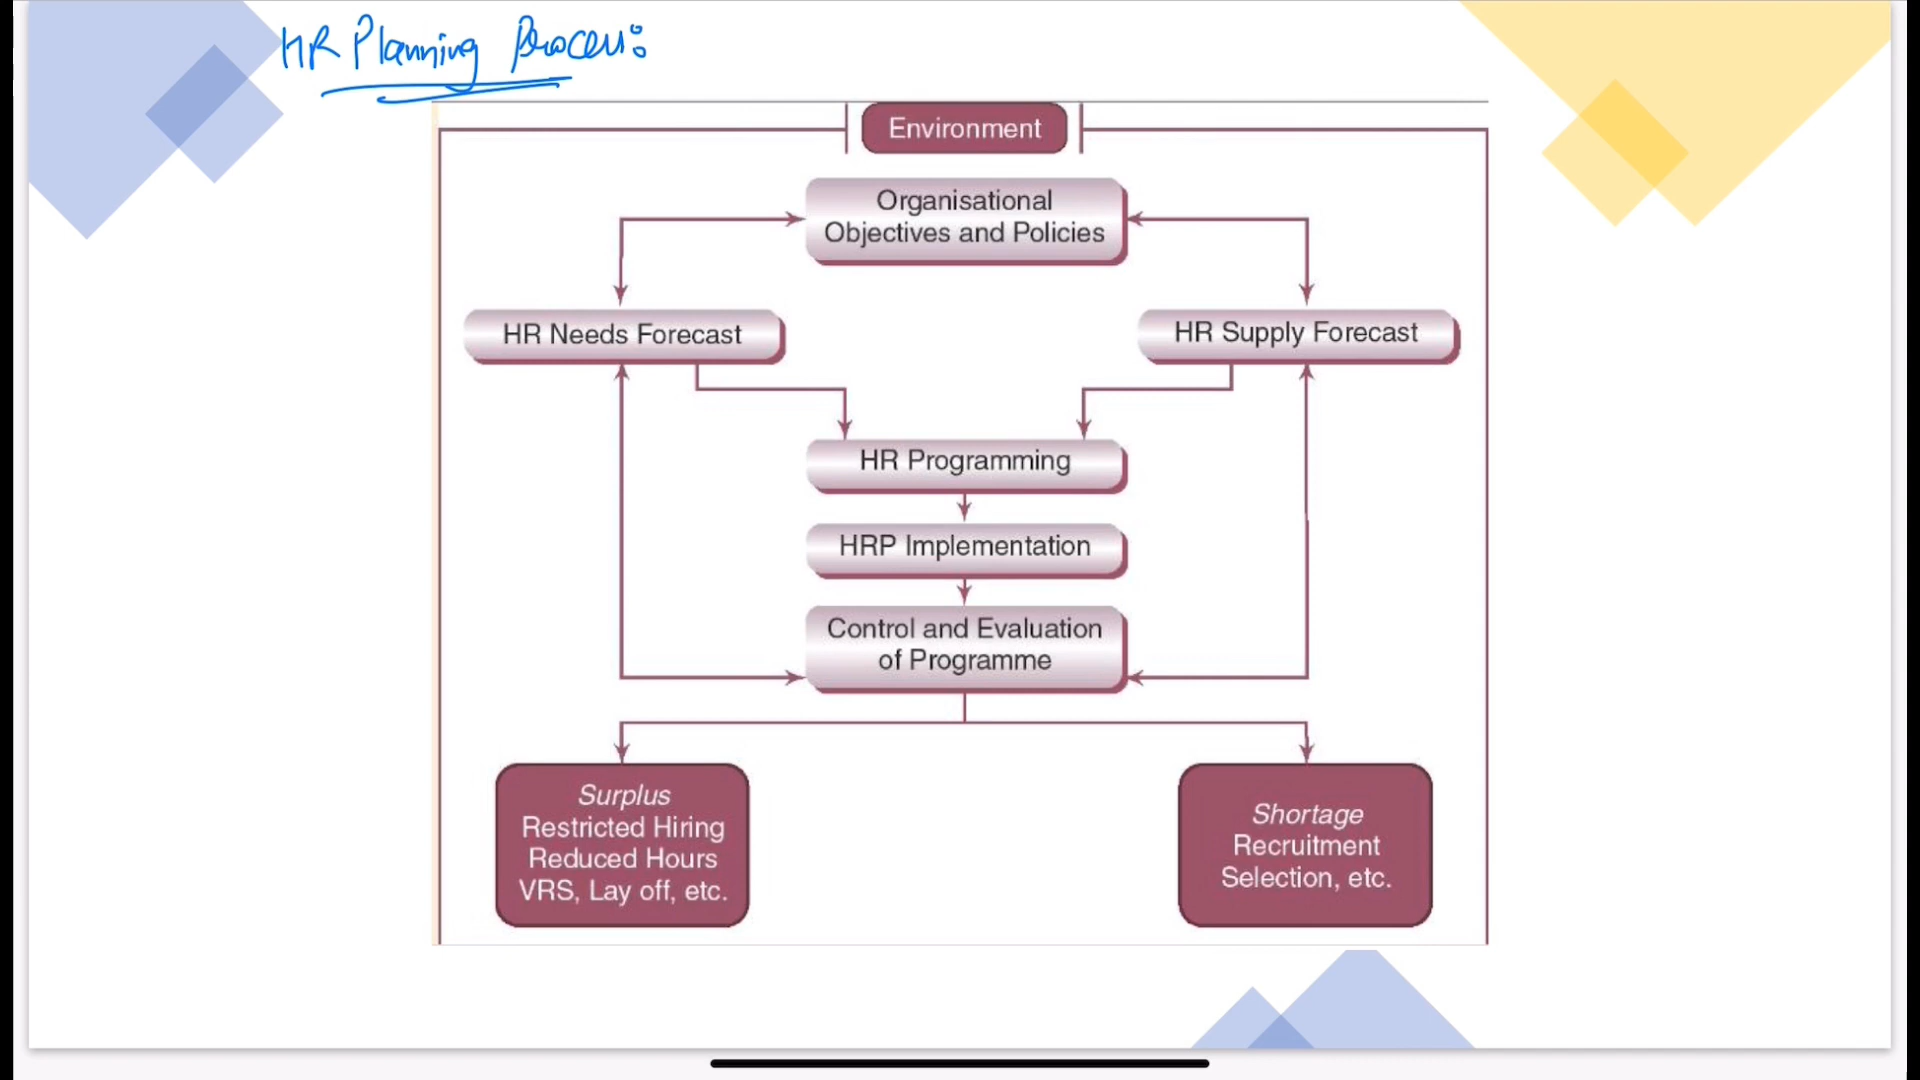 HR Planning Process:
Environment
Organisational
Objectives and Policies
HR Needs Forecast
HR Supply Forecast
HR Programming
HRP Implementation
Control and Evaluation
of Programme
Surplus
Restricted Hiring
Reduced Hours
VRS, Lay off, etc.
Shortage
Recruitment
Selection, etc.